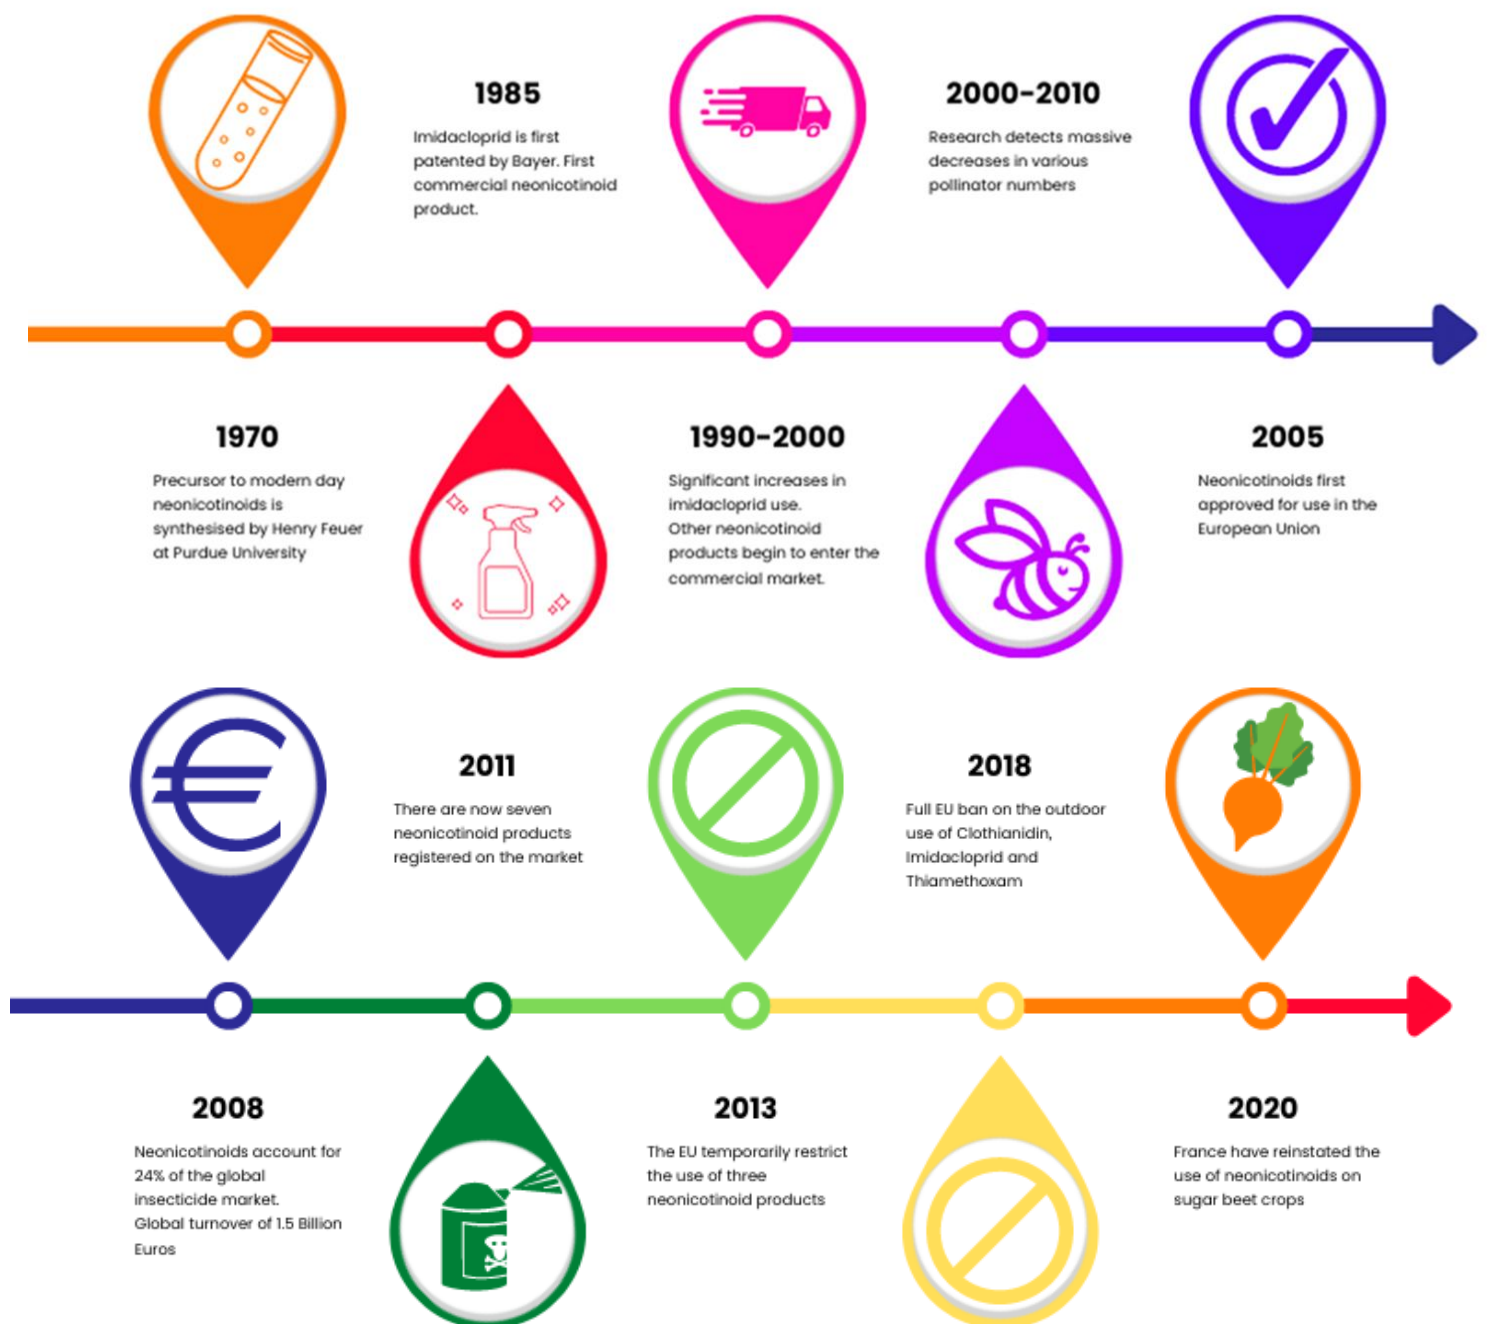 1970
Precursor to modern day
neonicotinoids is
synthesised by Henry Feuer
at Purdue University
1985
Imidacloprid is first
patented by Bayer. First
commercial neonicotinoid
product.
1990-2000
Significant increases in
imidacloprid use.
Other neonicotinoid
products begin to enter the
commercial market.
2000-2010
Research detects massive
decreases in various
pollinator numbers
2005
Neonicotinoids first
approved for use in the
European Union
2008
Neonicotinoids account for
24% of the global
insecticide market.
Global turnover of 1.5 Billion
Euros
2011
There are now seven
neonicotinoid products
registered on the market
2013
The EU temporarily restrict
the use of three
neonicotinoid products
2018
Full EU ban on the outdoor
use of Clothianidin,
Imidacloprid and
Thiamethoxam
2020
France have reinstated the
use of neonicotinoids on
sugar beet crops